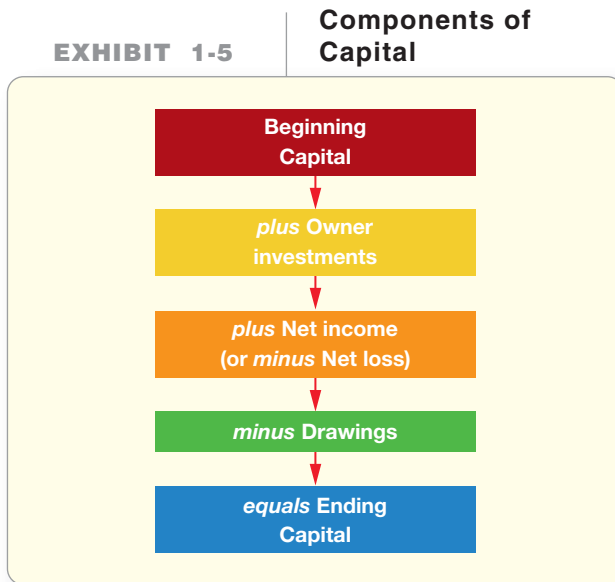 EXHIBIT 1-5
Components of
Capital
Beginning
Capital
plus Owner
investments
plus Net income
(or minus Net loss)
minus Drawings
equals Ending
Capital